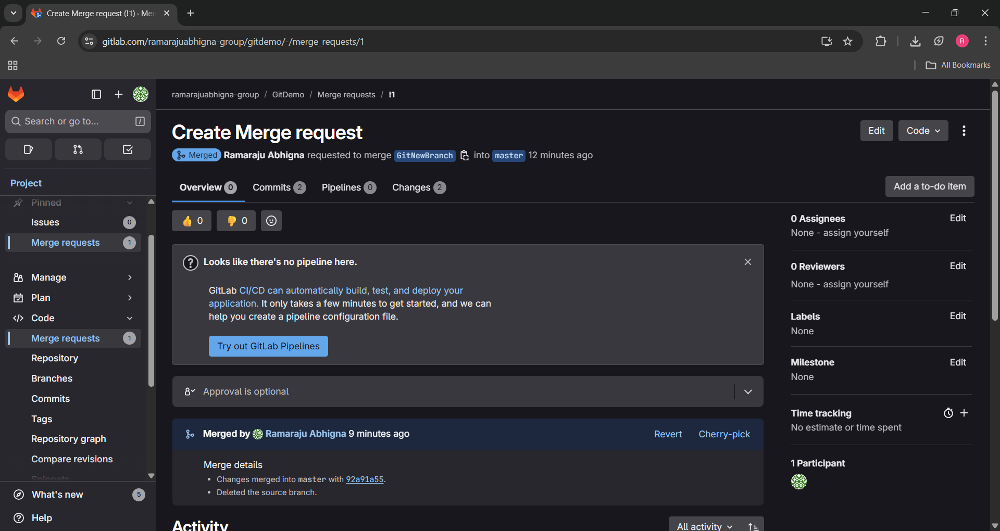 Create Merge request (!1) · Mer
gitlab.com/ramarajuabhigna-group/gitdemo/-/merge_requests/1
R
All Bookmarks
Search or go to...
/
Project
Pinned
Issues 0
Merge requests 1
Manage
Plan
Code
Merge requests 1
Repository
Branches
Commits
Tags
Repository graph
Compare revisions
Snippets
What's new 5
Help
ramarajuabhigna-group / GitDemo / Merge requests / !1
Create Merge request
Edit
Code
Merged Ramaraju Abhigna requested to merge GitNewBranch into master 12 minutes ago
Overview 0 Commits 2 Pipelines 0 Changes 2
Add a to-do item
👍 0 👎 0
? Looks like there's no pipeline here.
GitLab CI/CD can automatically build, test, and deploy your
application. It only takes a few minutes to get started, and we can
help you create a pipeline configuration file.
Try out GitLab Pipelines
Approval is optional
Merged by Ramaraju Abhigna 9 minutes ago
Revert Cherry-pick
Merge details
• Changes merged into master with 92a91a55.
• Deleted the source branch.
Activity
All activity
0 Assignees Edit
None - assign yourself
0 Reviewers Edit
None - assign yourself
Labels Edit
None
Milestone Edit
None
Time tracking
No estimate or time spent
1 Participant